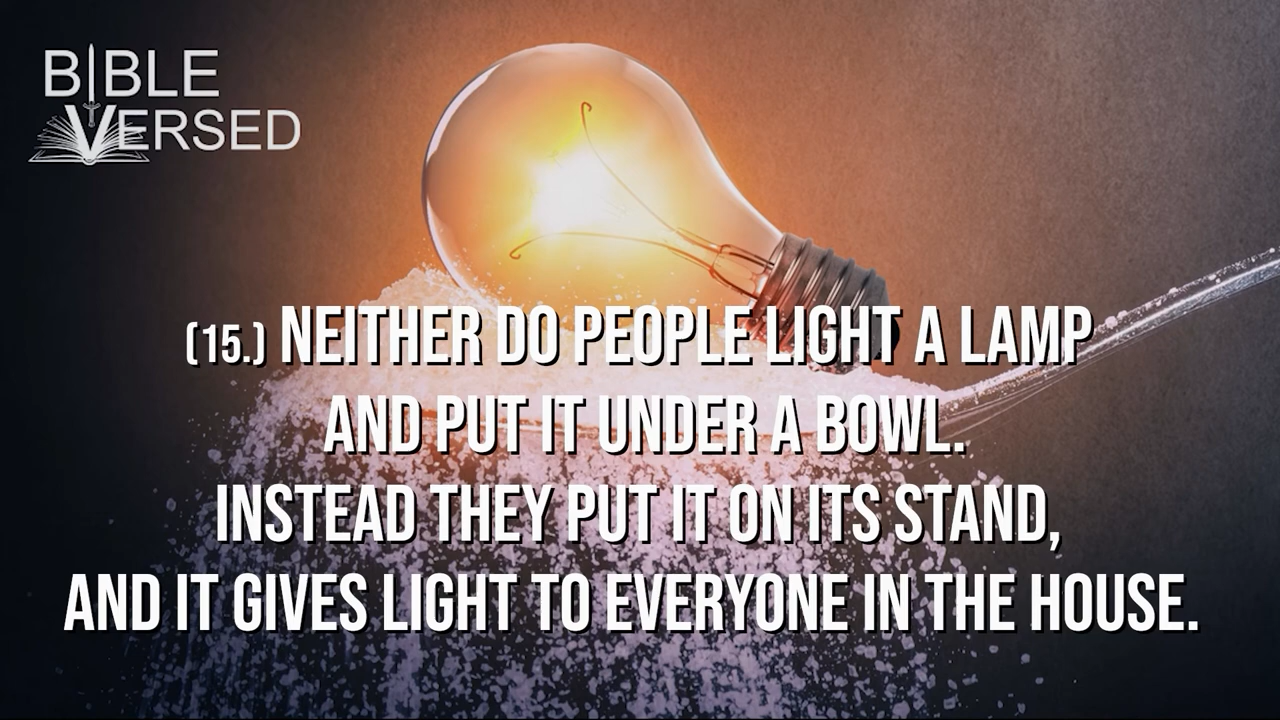 BIBLE
VERSED
(15.) NEITHER DO PEOPLE LIGHT A LAMP
AND PUT IT UNDER A BOWL.
INSTEAD THEY PUT IT ON ITS STAND,
AND IT GIVES LIGHT TO EVERYONE IN THE HOUSE.